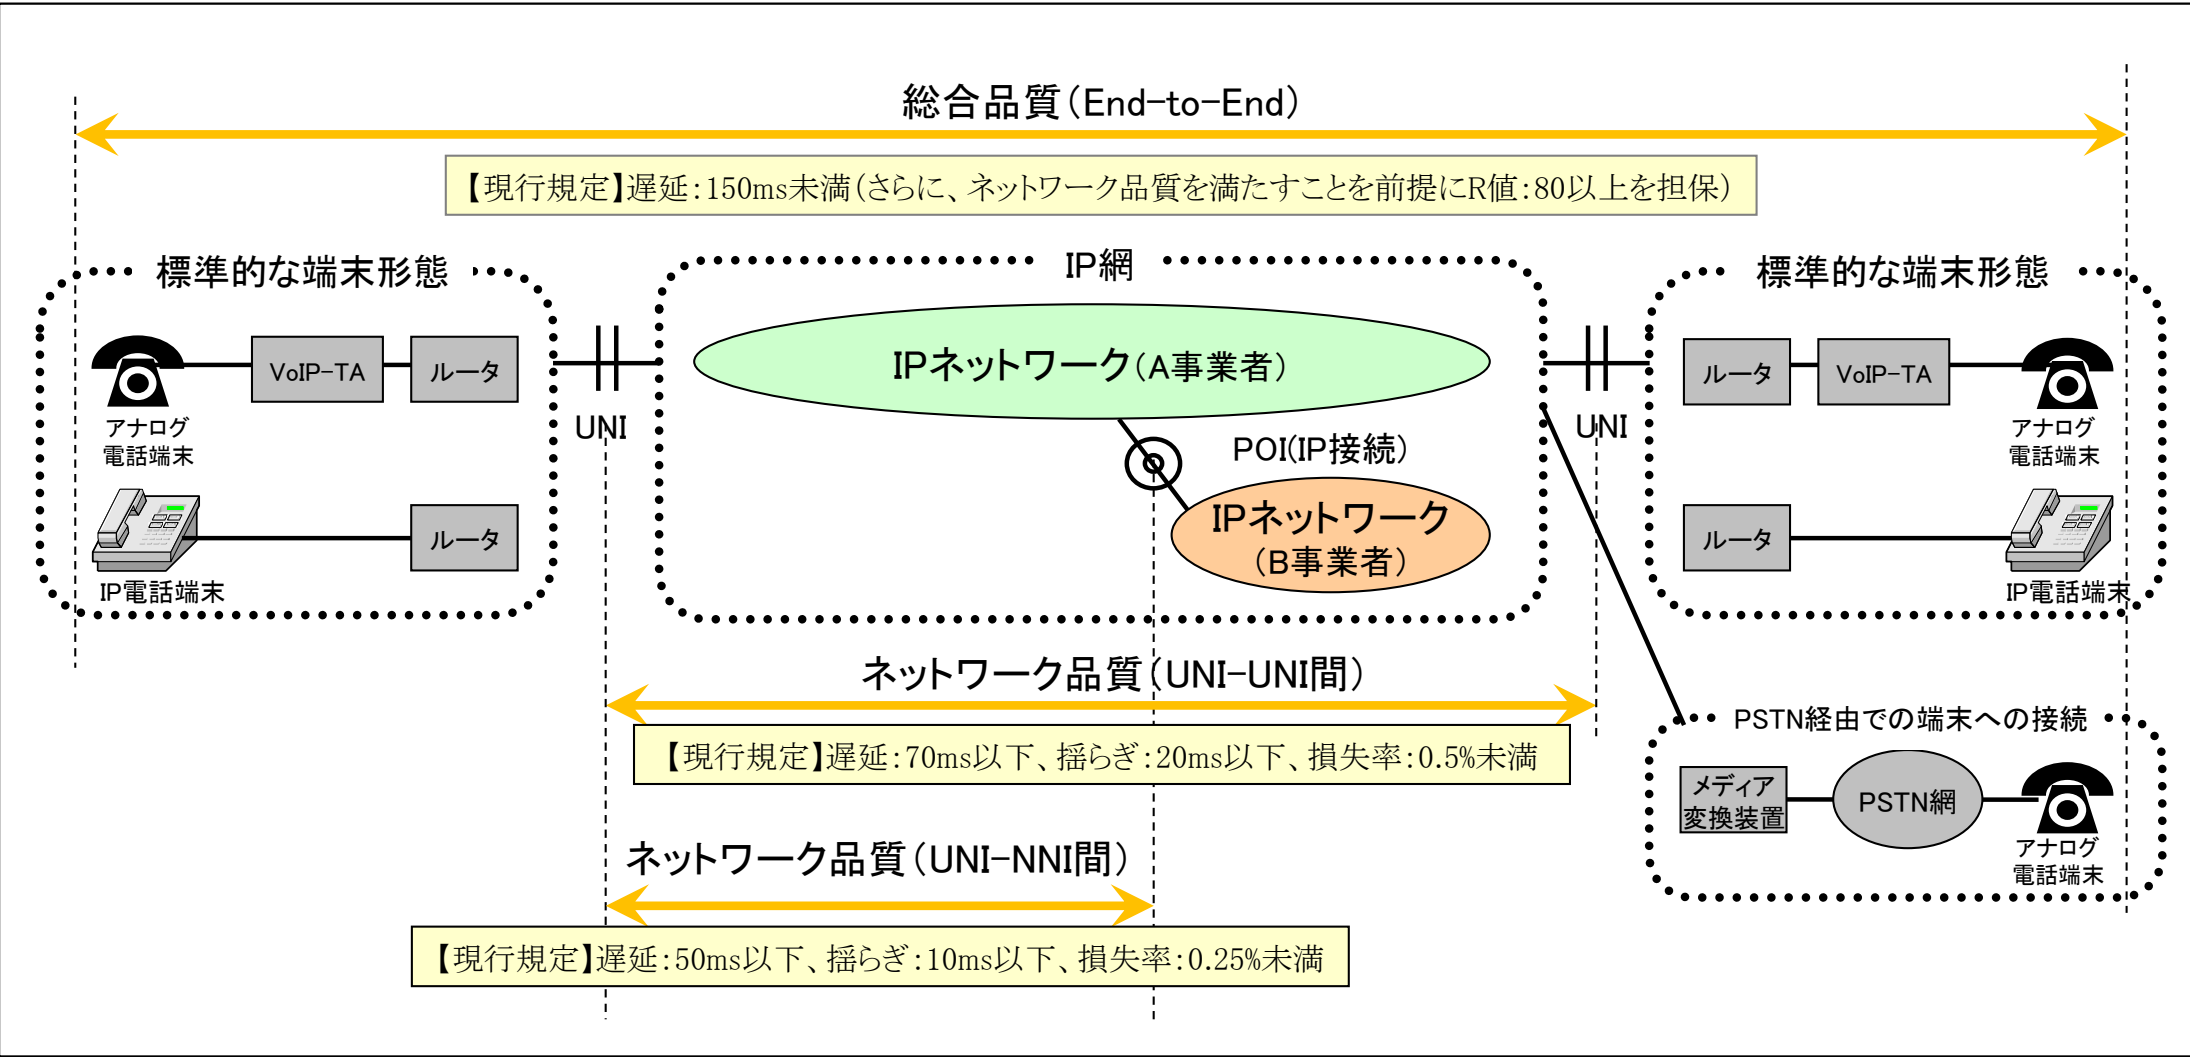 総合品質(End-to-End)
【現行規定】遅延:150ms未満(さらに、ネットワーク品質を満たすことを前提にR値:80以上を担保)
標準的な端末形態
IP網
標準的な端末形態
VoIP-TA
ルータ
アナログ
電話端末
ルータ
IP電話端末
UNI
IPネットワーク(A事業者)
POI(IP接続)
IPネットワーク
(B事業者)
UNI
ルータ
VoIP-TA
アナログ
電話端末
ルータ
IP電話端末
ネットワーク品質(UNI-UNI間)
【現行規定】遅延:70ms以下、揺らぎ:20ms以下、損失率:0.5%未満
PSTN経由での端末への接続
メディア
変換装置
PSTN網
アナログ
電話端末
ネットワーク品質(UNI-NNI間)
【現行規定】遅延:50ms以下、揺らぎ:10ms以下、損失率:0.25%未満